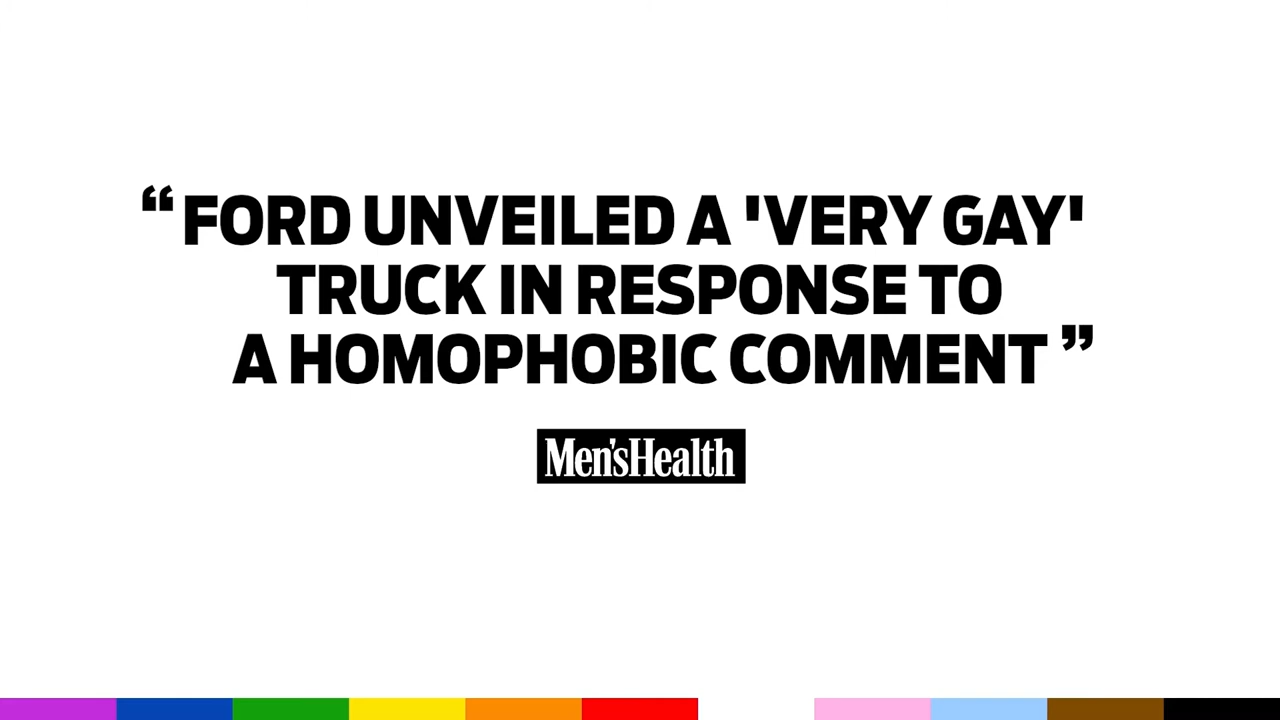 “FORD UNVEILED A 'VERY GAY'
TRUCK IN RESPONSE TO
A HOMOPHOBIC COMMENT”
Men'sHealth